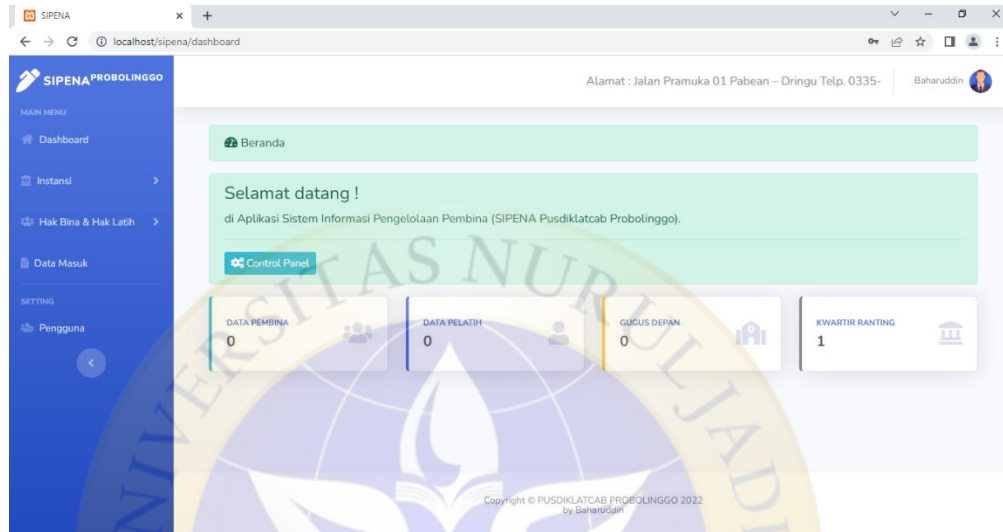 SIPENA
localhost/sipena/dashboard
SIPENA PROBOLINGGO
Alamat : Jalan Pramuka 01 Pabean – Dringu Telp. 0335-
Baharuddin
MAIN MENU
Dashboard
Instansi
Hak Bina & Hak Latih
Data Masuk
SETTING
Pengguna
Beranda
Selamat datang !
di Aplikasi Sistem Informasi Pengelolaan Pembina (SIPENA Pusdiklatcab Probolinggo).
Control Panel
DATA PEMBINA
0
DATA PELATIH
0
GUGUS DEPAN
0
KWARTIR RANTING
1
UNIVERSITAS NURUL JADI
Copyright © PUSDIKLATCAB PROBOLINGGO 2022
by Baharuddin